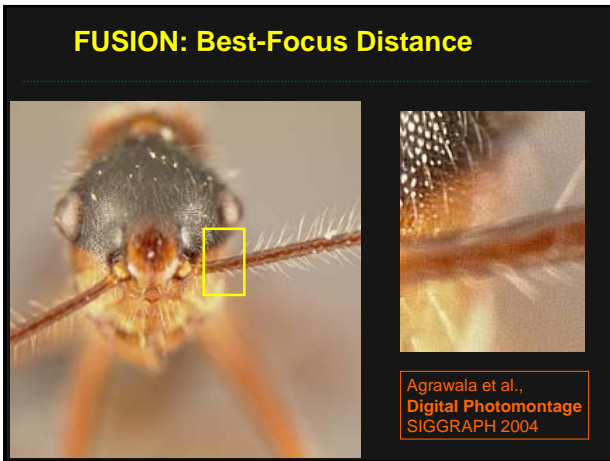 FUSION: Best-Focus Distance
Agrawala et al.,
Digital Photomontage
SIGGRAPH 2004